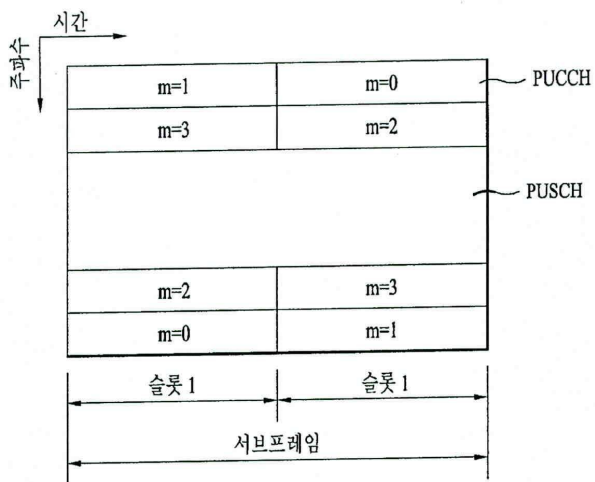 시간
주파수
m=1 m=0 PUCCH
m=3 m=2
PUSCH
m=2 m=3
m=0 m=1
슬롯 1 슬롯 1
서브프레임